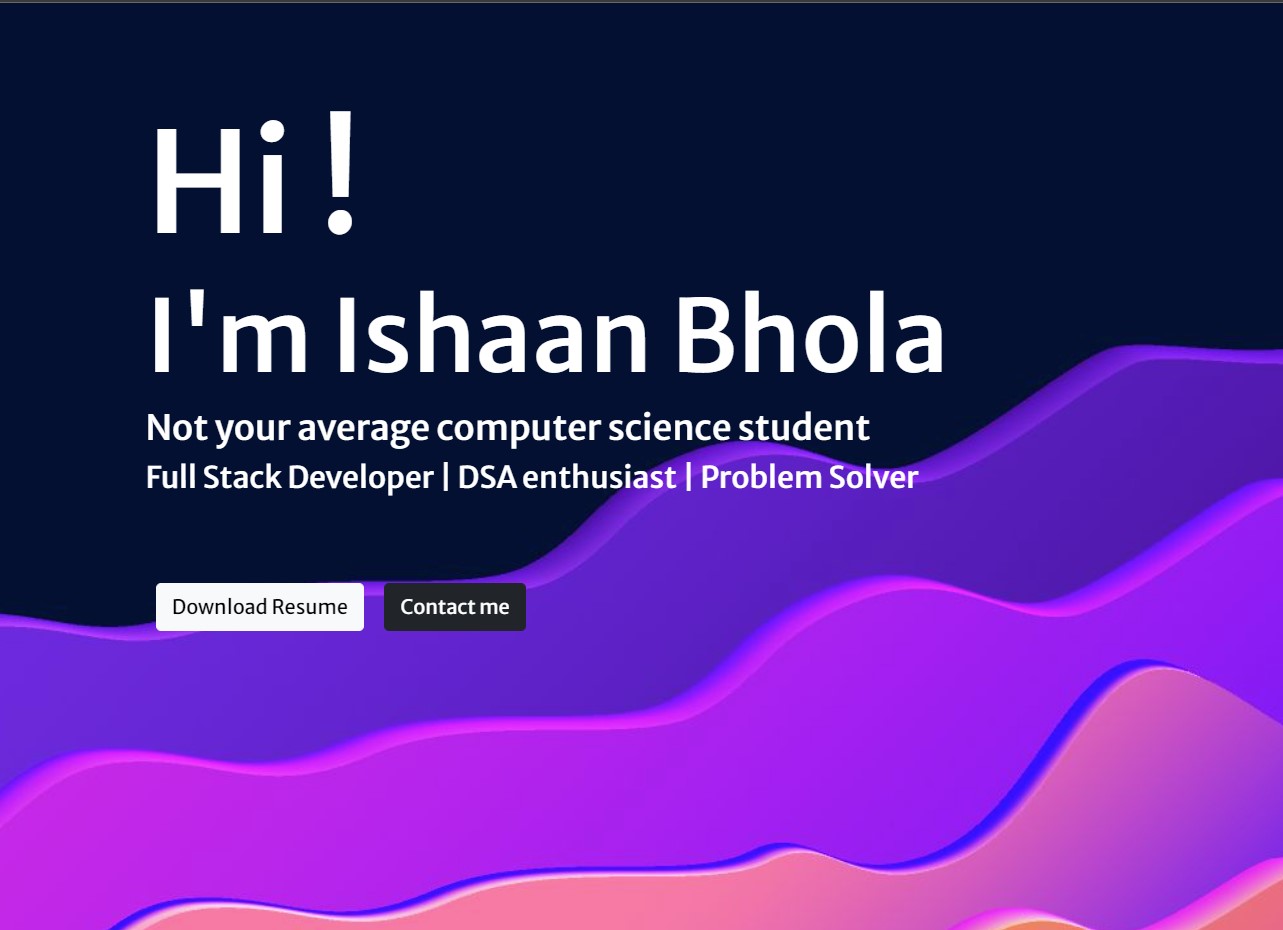 Hi !
I'm Ishaan Bhola
Not your average computer science student
Full Stack Developer | DSA enthusiast | Problem Solver
Download Resume Contact me